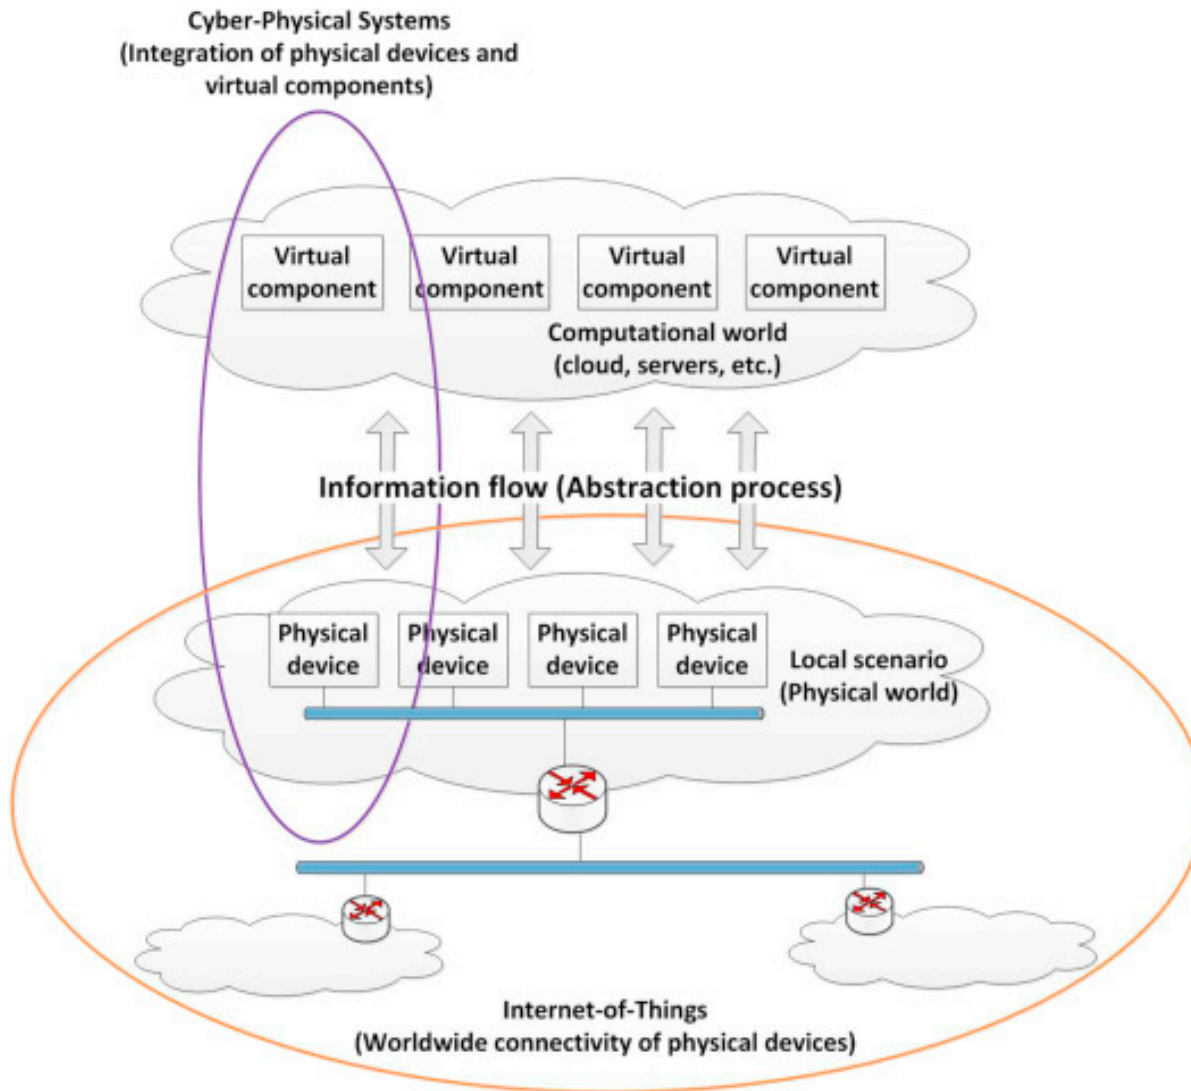 Cyber-Physical Systems
(Integration of physical devices and
virtual components)
Virtual
component
Virtual
component
Virtual
component
Virtual
component
Computational world
(cloud, servers, etc.)
Information flow (Abstraction process)
Physical
device
Physical
device
Physical
device
Physical
device
Local scenario
(Physical world)
Internet-of-Things
(Worldwide connectivity of physical devices)